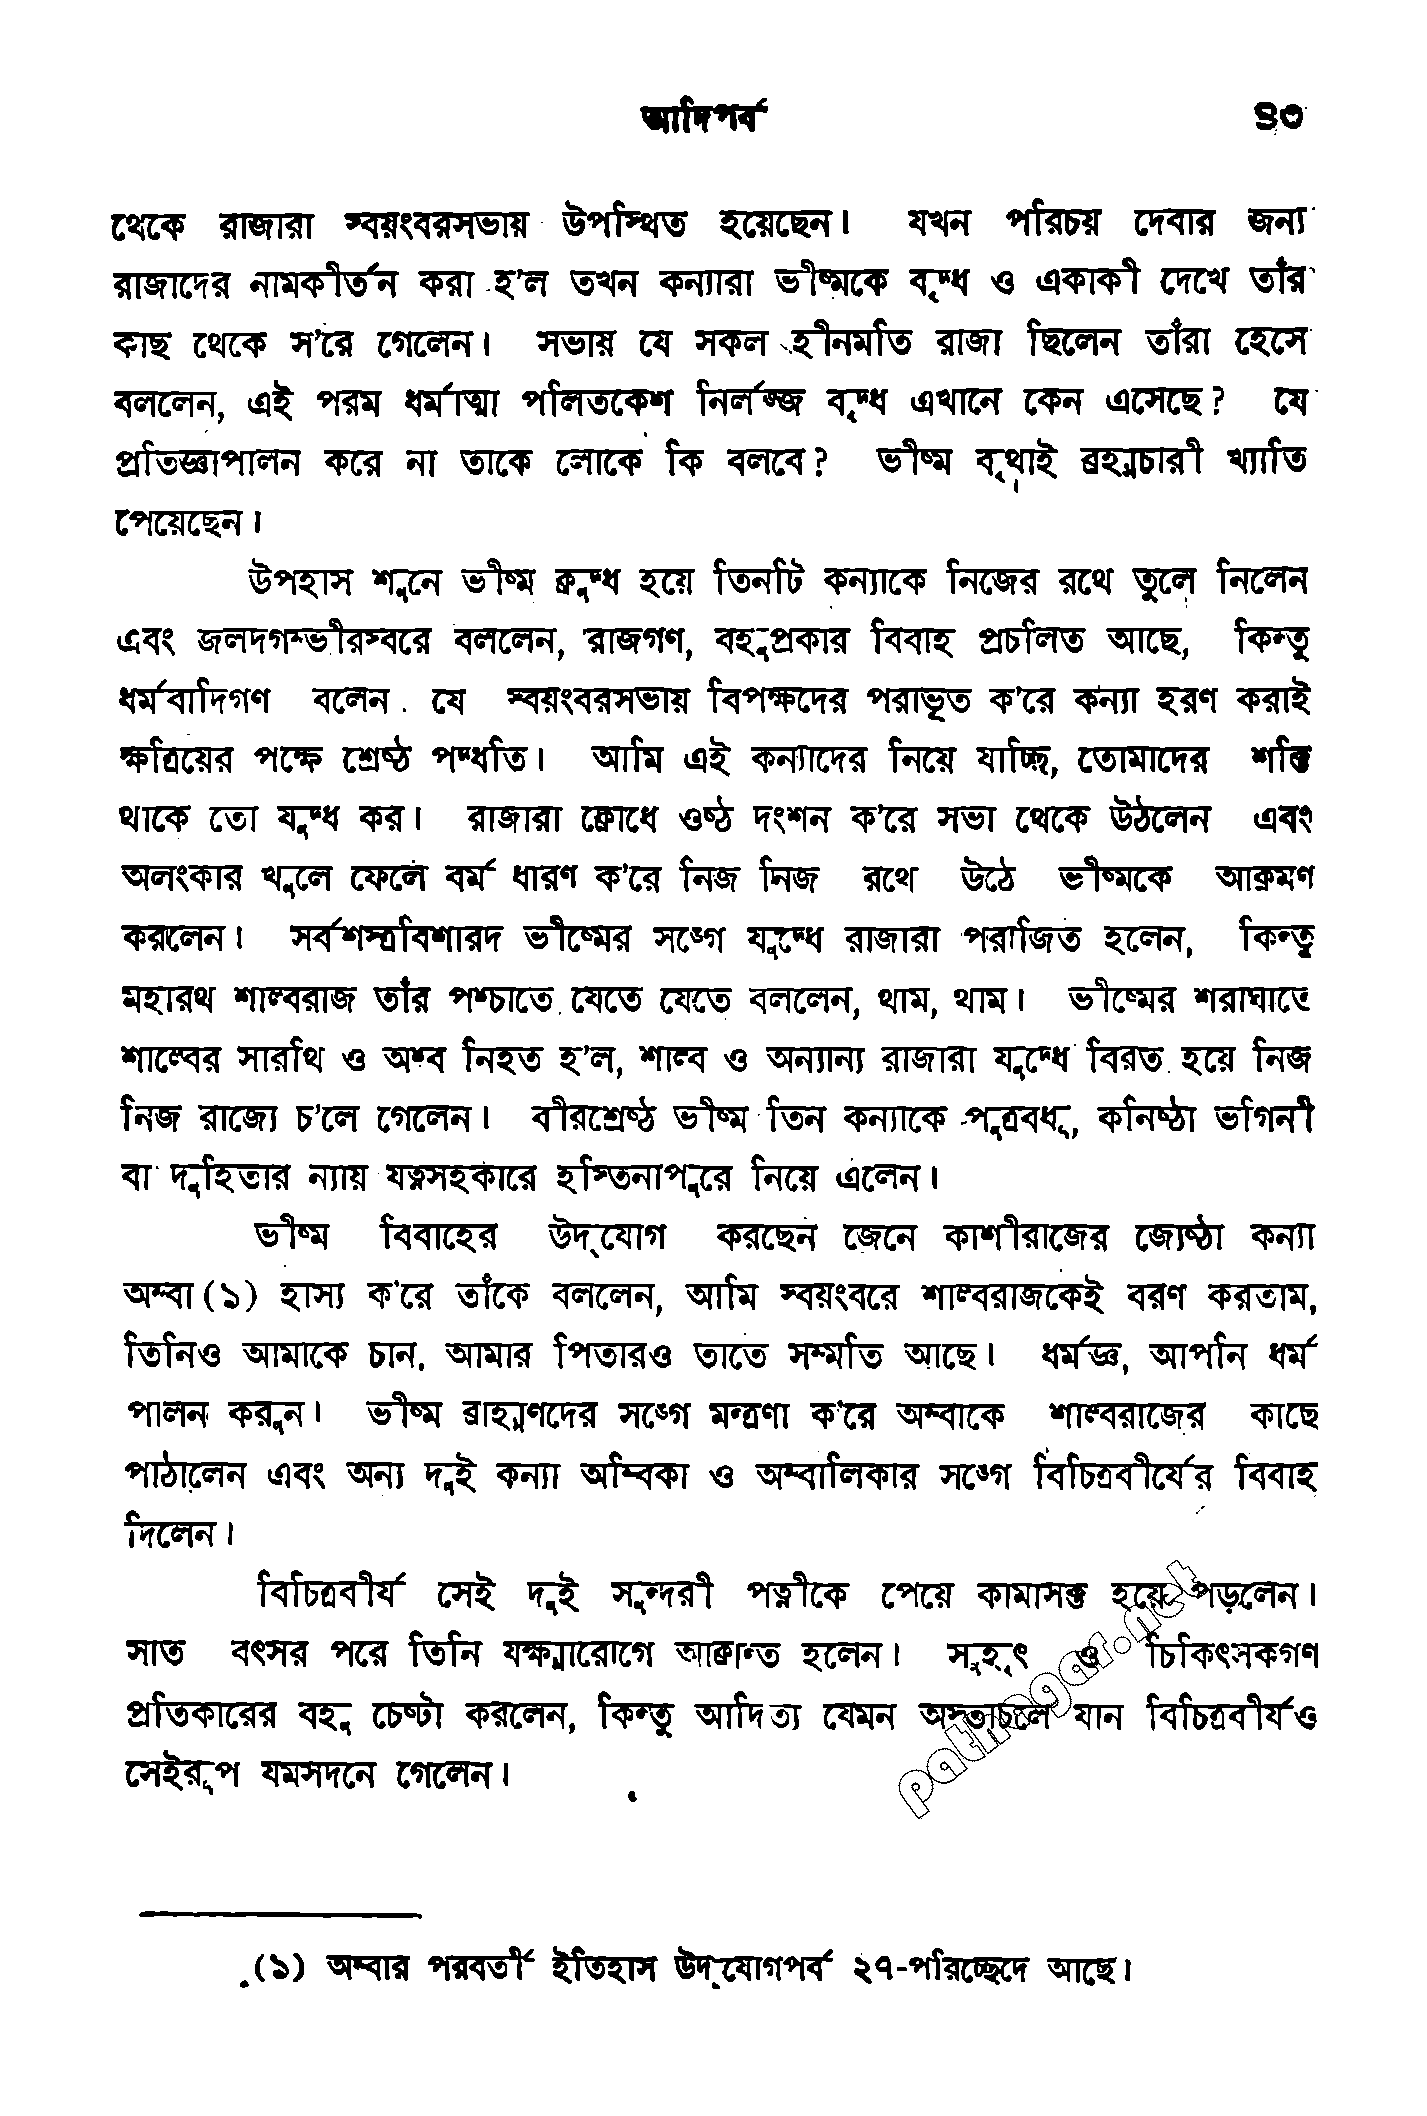 আদিপর্ব ৪৩
থেকে রাজারা স্বয়ংবরসভায় উপস্থিত হয়েছেন। যখন পরিচয় দেবার জন্য
রাজাদের নামকীর্তন করা হ'ল তখন কন্যারা ভীষ্মকে বৃদ্ধ ও একাকী দেখে তাঁর
কাছ থেকে স'রে গেলেন। সভায় যে সকল হীনমতি রাজা ছিলেন তাঁরা হেসে
বললেন, এই পরম ধর্মাত্মা পলিতকেশ নির্লজ্জ বৃদ্ধ এখানে কেন এসেছে? যে
প্রতিজ্ঞাপালন করে না তাকে লোকে কি বলবে? ভীষ্ম বৃথাই ব্রহ্মচারী খ্যাতি
পেয়েছেন।
উপহাস শুনে ভীষ্ম ক্রুদ্ধ হয়ে তিনটি কন্যাকে নিজের রথে তুলে নিলেন
এবং জলদগম্ভীরস্বরে বললেন, রাজগণ, বহুপ্রকার বিবাহ প্রচলিত আছে, কিন্তু
ধর্মবাদিগণ বলেন যে স্বয়ংবরসভায় বিপক্ষদের পরাভূত ক'রে কন্যা হরণ করাই
ক্ষত্রিয়ের পক্ষে শ্রেষ্ঠ পদ্ধতি। আমি এই কন্যাদের নিয়ে যাচ্ছি, তোমাদের শক্তি
থাকে তো যুদ্ধ কর। রাজারা ক্রোধে ওষ্ঠ দংশন ক'রে সভা থেকে উঠলেন এবং
অলংকার খুলে ফেলে বর্ম ধারণ ক'রে নিজ নিজ রথে উঠে ভীষ্মকে আক্রমণ
করলেন। সর্বশস্ত্রবিশারদ ভীষ্মের সঙ্গে যুদ্ধে রাজারা পরাজিত হলেন, কিন্তু
মহারথ শাল্বরাজ তাঁর পশ্চাতে যেতে যেতে বললেন, থাম, থাম। ভীষ্মের শরাঘাতে
শাল্বের সারথি ও অশ্ব নিহত হ'ল, শাল্ব ও অন্যান্য রাজারা যুদ্ধে বিরত হয়ে নিজ
নিজ রাজ্যে চ'লে গেলেন। বীরশ্রেষ্ঠ ভীষ্ম তিন কন্যাকে পুত্রবধূ, কনিষ্ঠা ভগিনী
বা দুহিতার ন্যায় যত্নসহকারে হস্তিনাপুরে নিয়ে এলেন।
ভীষ্ম বিবাহের উদ্‌যোগ করছেন জেনে কাশীরাজের জ্যেষ্ঠা কন্যা
অম্বা(১) হাস্য ক'রে তাঁকে বললেন, আমি স্বয়ংবরে শাল্বরাজকেই বরণ করতাম,
তিনিও আমাকে চান, আমার পিতারও তাতে সম্মতি আছে। ধর্মজ্ঞ, আপনি ধর্ম
পালন করুন। ভীষ্ম ব্রাহ্মণদের সঙ্গে মন্ত্রণা ক'রে অম্বাকে শাল্বরাজের কাছে
পাঠালেন এবং অন্য দুই কন্যা অম্বিকা ও অম্বালিকার সঙ্গে বিচিত্রবীর্যের বিবাহ
দিলেন।
বিচিত্রবীর্য সেই দুই সুন্দরী পত্নীকে পেয়ে কামাসক্ত হয়ে পড়লেন।
সাত বৎসর পরে তিনি যক্ষ্মারোগে আক্রান্ত হলেন। সুহৃৎ ও চিকিৎসকগণ
প্রতিকারের বহু চেষ্টা করলেন, কিন্তু আদিত্য যেমন অস্তাচলে যান বিচিত্রবীর্যও
সেইরূপ যমসদনে গেলেন।
pathagar.net
(১) অম্বার পরবর্তী ইতিহাস উদ্‌যোগপর্ব ২৭-পরিচ্ছেদে আছে।